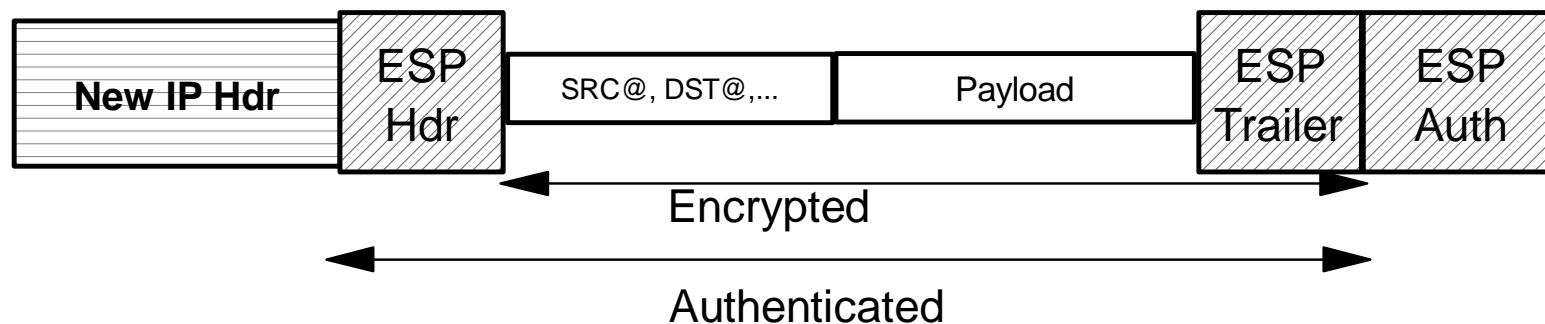 New IP Hdr
ESP
Hdr
SRC@, DST@,...
Payload
ESP
Trailer
ESP
Auth
Encrypted
Authenticated